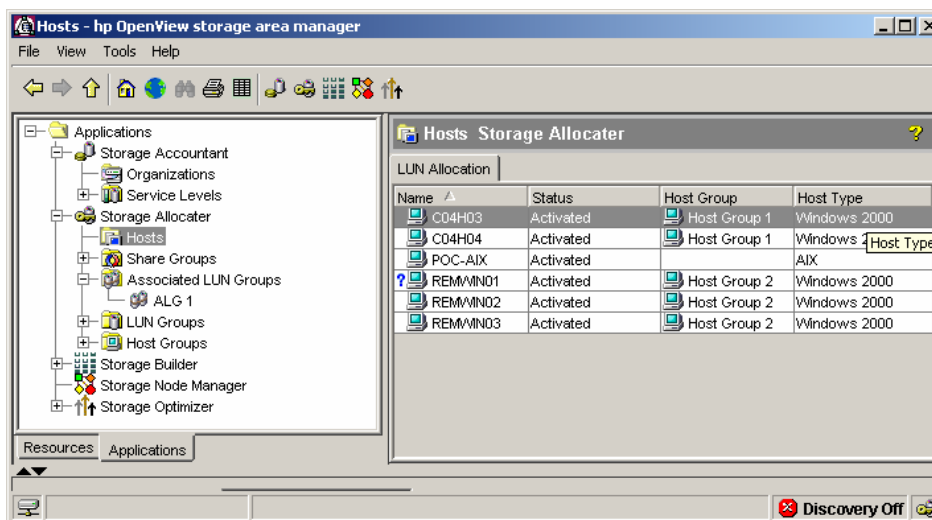 Hosts - hp OpenView storage area manager
File View Tools Help
Applications
Storage Accountant
Organizations
Service Levels
Storage Allocater
Hosts
Share Groups
Associated LUN Groups
ALG 1
LUN Groups
Host Groups
Storage Builder
Storage Node Manager
Storage Optimizer
Resources Applications
Hosts Storage Allocater ?
LUN Allocation
Name Status Host Group Host Type
C04H03 Activated Host Group 1 Windows 2000
C04H04 Activated Host Group 1 Windows 2
Host Type
POC-AIX Activated AIX
? REMWIN01 Activated Host Group 2 Windows 2000
REMWIN02 Activated Host Group 2 Windows 2000
REMWIN03 Activated Host Group 2 Windows 2000
Discovery Off